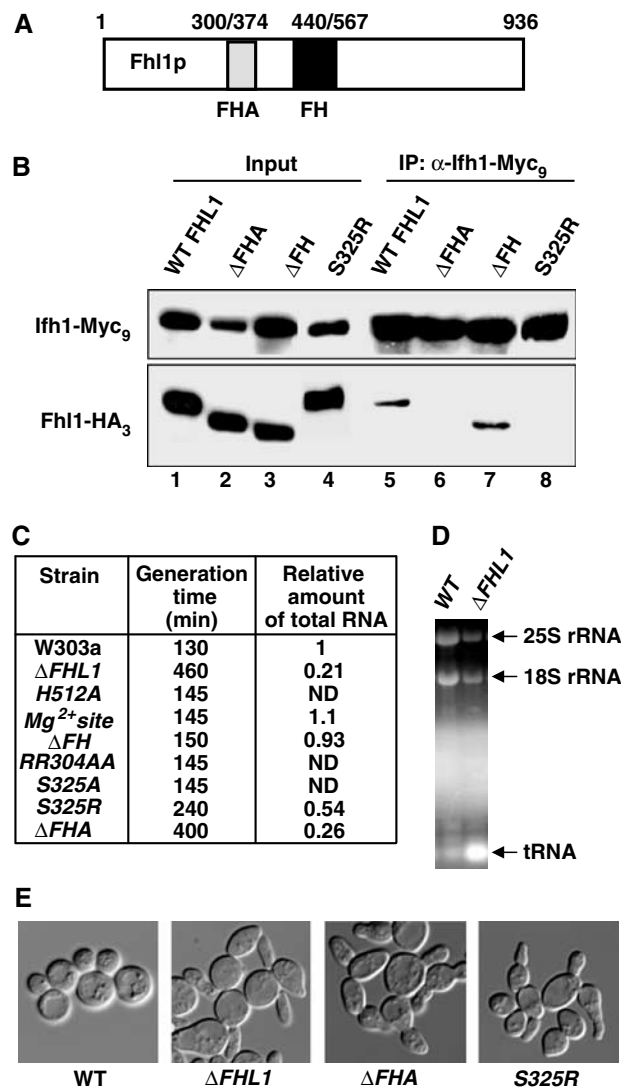 A
1 300/374 440/567 936
Fhl1p
FHA FH
B
Input IP: α-Ifh1-Myc₉
WT FHL1 ΔFHA ΔFH S325R WT FHL1 ΔFHA ΔFH S325R
Ifh1-Myc₉
Fhl1-HA₃
1 2 3 4 5 6 7 8
C
Strain Generation time (min) Relative amount of total RNA
W303a 130 1
ΔFHL1 460 0.21
H512A 145 ND
Mg²⁺site 145 1.1
ΔFH 150 0.93
RR304AA 145 ND
S325A 145 ND
S325R 240 0.54
ΔFHA 400 0.26
D
WT ΔFHL1
25S rRNA
18S rRNA
tRNA
E
WT ΔFHL1 ΔFHA S325R